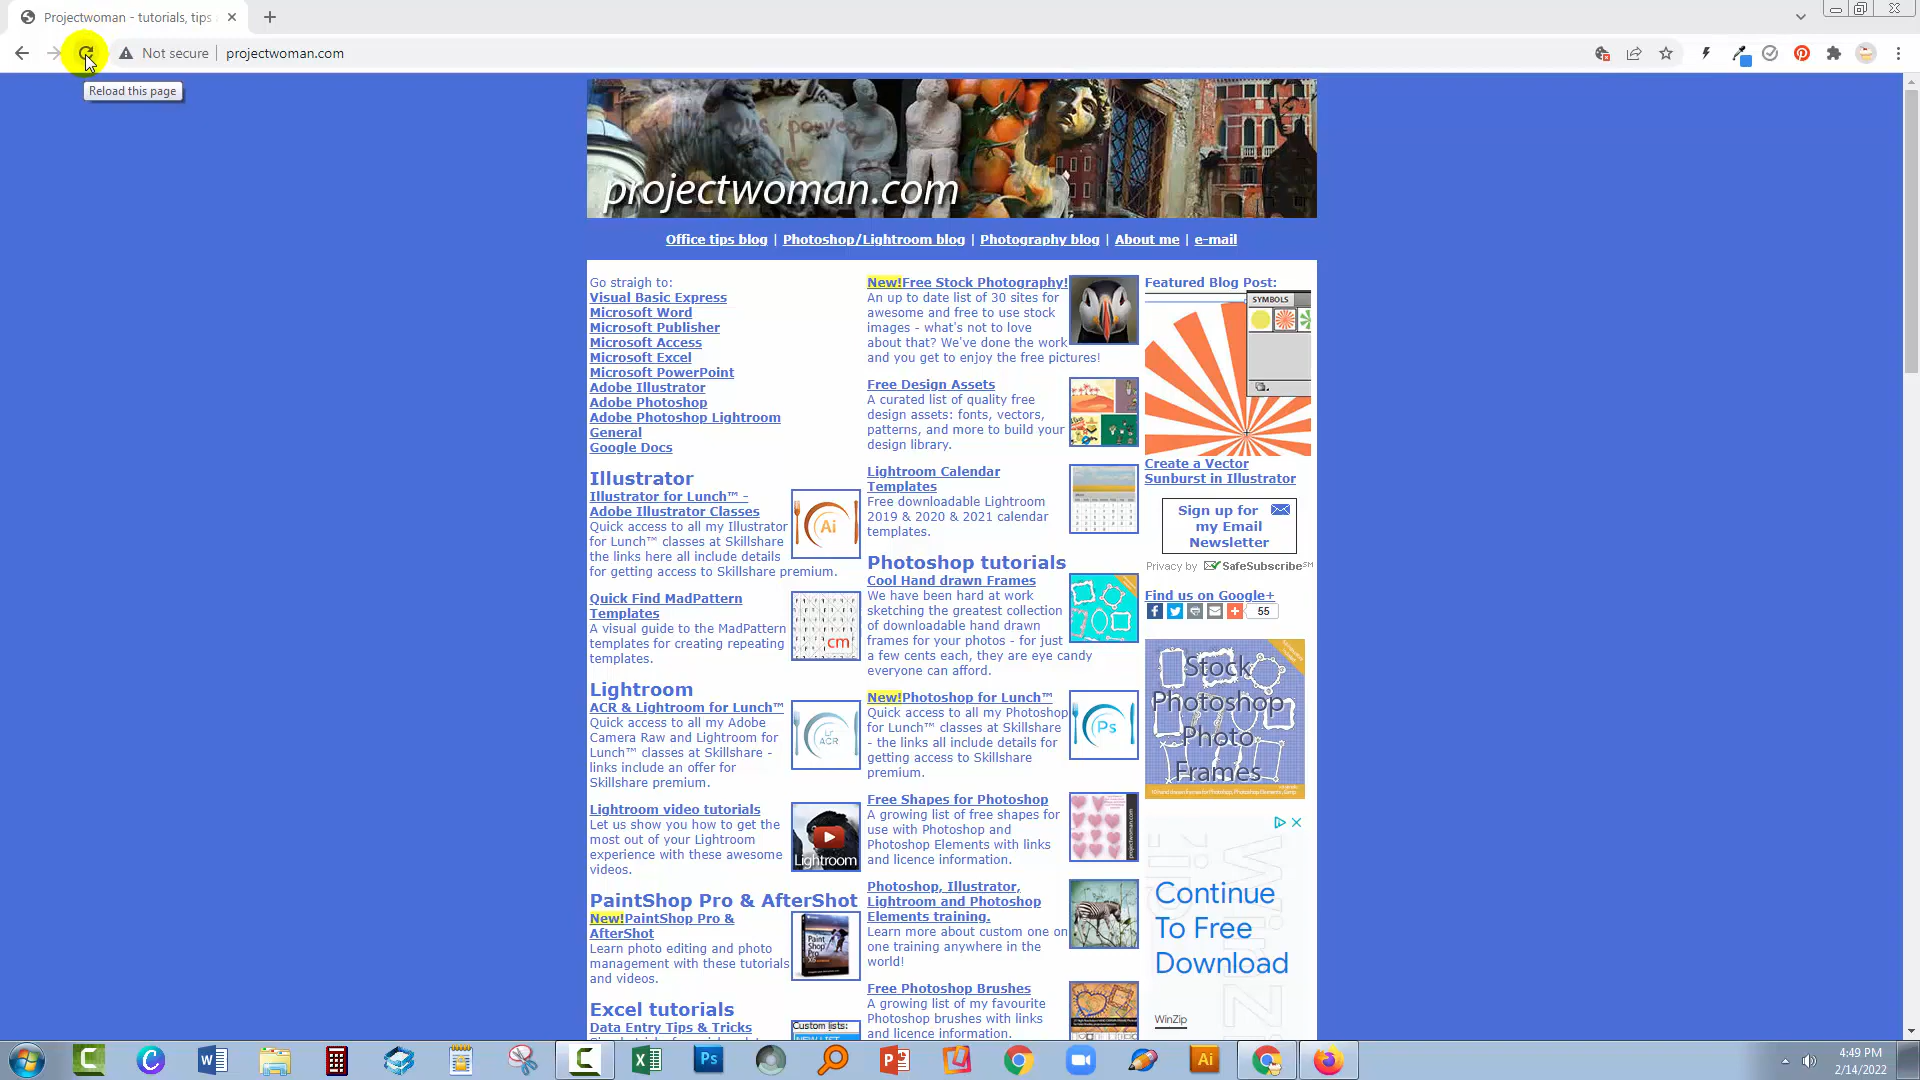 Projectwoman - tutorials, tips
Not secure
projectwoman.com
Reload this page
projectwoman.com
Office tips blog | Photoshop/Lightroom blog | Photography blog | About me | e-mail
Go straigh to:
Visual Basic Express
Microsoft Word
Microsoft Publisher
Microsoft Access
Microsoft Excel
Microsoft PowerPoint
Adobe Illustrator
Adobe Photoshop
Adobe Photoshop Lightroom
General
Google Docs
Illustrator
Illustrator for Lunch™ -
Adobe Illustrator Classes
Quick access to all my Illustrator
for Lunch™ classes at Skillshare
the links here all include details
for getting access to Skillshare premium.
Ai
Quick Find MadPattern
Templates
A visual guide to the MadPattern
templates for creating repeating
templates.
cm
Lightroom
ACR & Lightroom for Lunch™
Quick access to all my Adobe
Camera Raw and Lightroom for
Lunch™ classes at Skillshare -
links include an offer for
Skillshare premium.
Lr
ACR
Lightroom video tutorials
Let us show you how to get the
most out of your Lightroom
experience with these awesome
videos.
Lightroom
PaintShop Pro & AfterShot
New!PaintShop Pro &
AfterShot
Learn photo editing and photo
management with these tutorials
and videos.
Excel tutorials
Data Entry Tips & Tricks
Custom lists:
New!Free Stock Photography!
An up to date list of 30 sites for
awesome and free to use stock
images - what's not to love
about that? We've done the work
and you get to enjoy the free pictures!
Free Design Assets
A curated list of quality free
design assets: fonts, vectors,
patterns, and more to build your
design library.
Lightroom Calendar
Templates
Free downloadable Lightroom
2019 & 2020 & 2021 calendar
templates.
Photoshop tutorials
Cool Hand drawn Frames
We have been hard at work
sketching the greatest collection
of downloadable hand drawn
frames for your photos - for just
a few cents each, they are eye candy
everyone can afford.
New!Photoshop for Lunch™
Quick access to all my Photoshop
for Lunch™ classes at Skillshare
- the links all include details for
getting access to Skillshare
premium.
Ps
Free Shapes for Photoshop
A growing list of free shapes for
use with Photoshop and
Photoshop Elements with links
and licence information.
Photoshop, Illustrator,
Lightroom and Photoshop
Elements training.
Learn more about custom one on
one training anywhere in the
world!
Free Photoshop Brushes
A growing list of my favourite
Photoshop brushes with links
and licence information.
Featured Blog Post:
SYMBOLS
Create a Vector
Sunburst in Illustrator
Sign up for
my Email
Newsletter
Privacy by SafeSubscribe℠
Find us on Google+
55
Stock
Photoshop
Photo
Frames
Continue
To Free
Download
WinZip
Ps
Ai
4:49 PM
2/14/2022